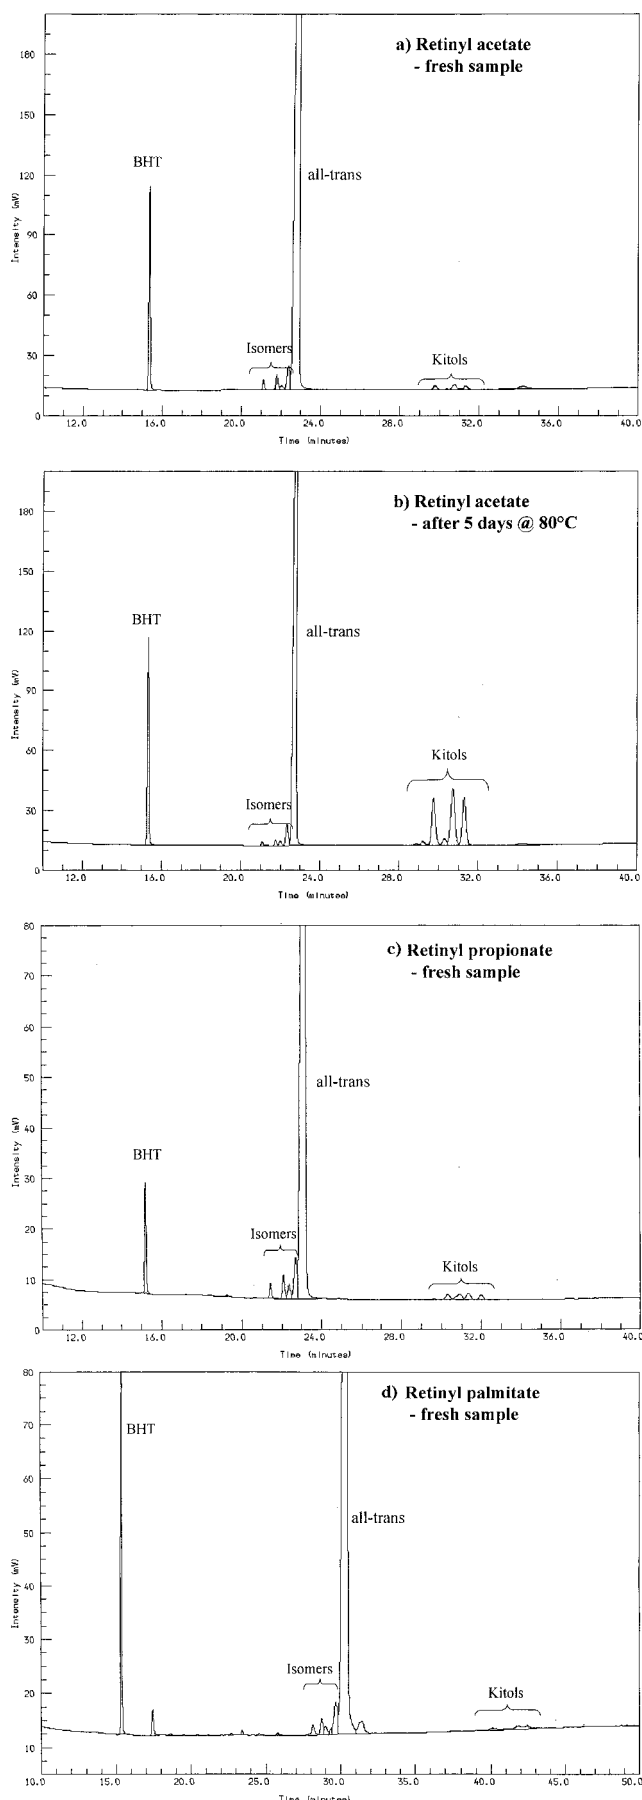 a) Retinyl acetate
- fresh sample
180
150
BHT
all-trans
120
90
60
Intensity (mV)
Isomers
Kitols
30
0
12.0 16.0 20.0 24.0 28.0 32.0 36.0 40.0
Time (minutes)
b) Retinyl acetate
- after 5 days @ 80°C
180
150
BHT
all-trans
120
90
Intensity (mV)
60
Kitols
Isomers
30
0
12.0 16.0 20.0 24.0 28.0 32.0 36.0 40.0
Time (minutes)
80
c) Retinyl propionate
- fresh sample
70
60
all-trans
50
40
BHT
Intensity (mV)
30
20
Isomers
Kitols
10
0
12.0 16.0 20.0 24.0 28.0 32.0 36.0 40.0
Time (minutes)
80
d) Retinyl palmitate
- fresh sample
BHT
70
60
all-trans
50
40
Intensity (mV)
30
Isomers
20
Kitols
10
10.0 15.0 20.0 25.0 30.0 35.0 40.0 45.0 50.0
Time (minutes)